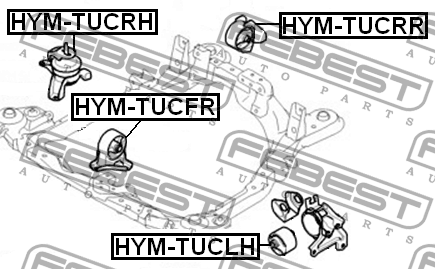 HYM-TUCRH
HYM-TUCRR
HYM-TUCFR
HYM-TUCLH
FEBEST
AUTO PARTS
FEBEST
AUTO PARTS
FEBEST
AUTO PARTS
FEBEST
AUTO PARTS